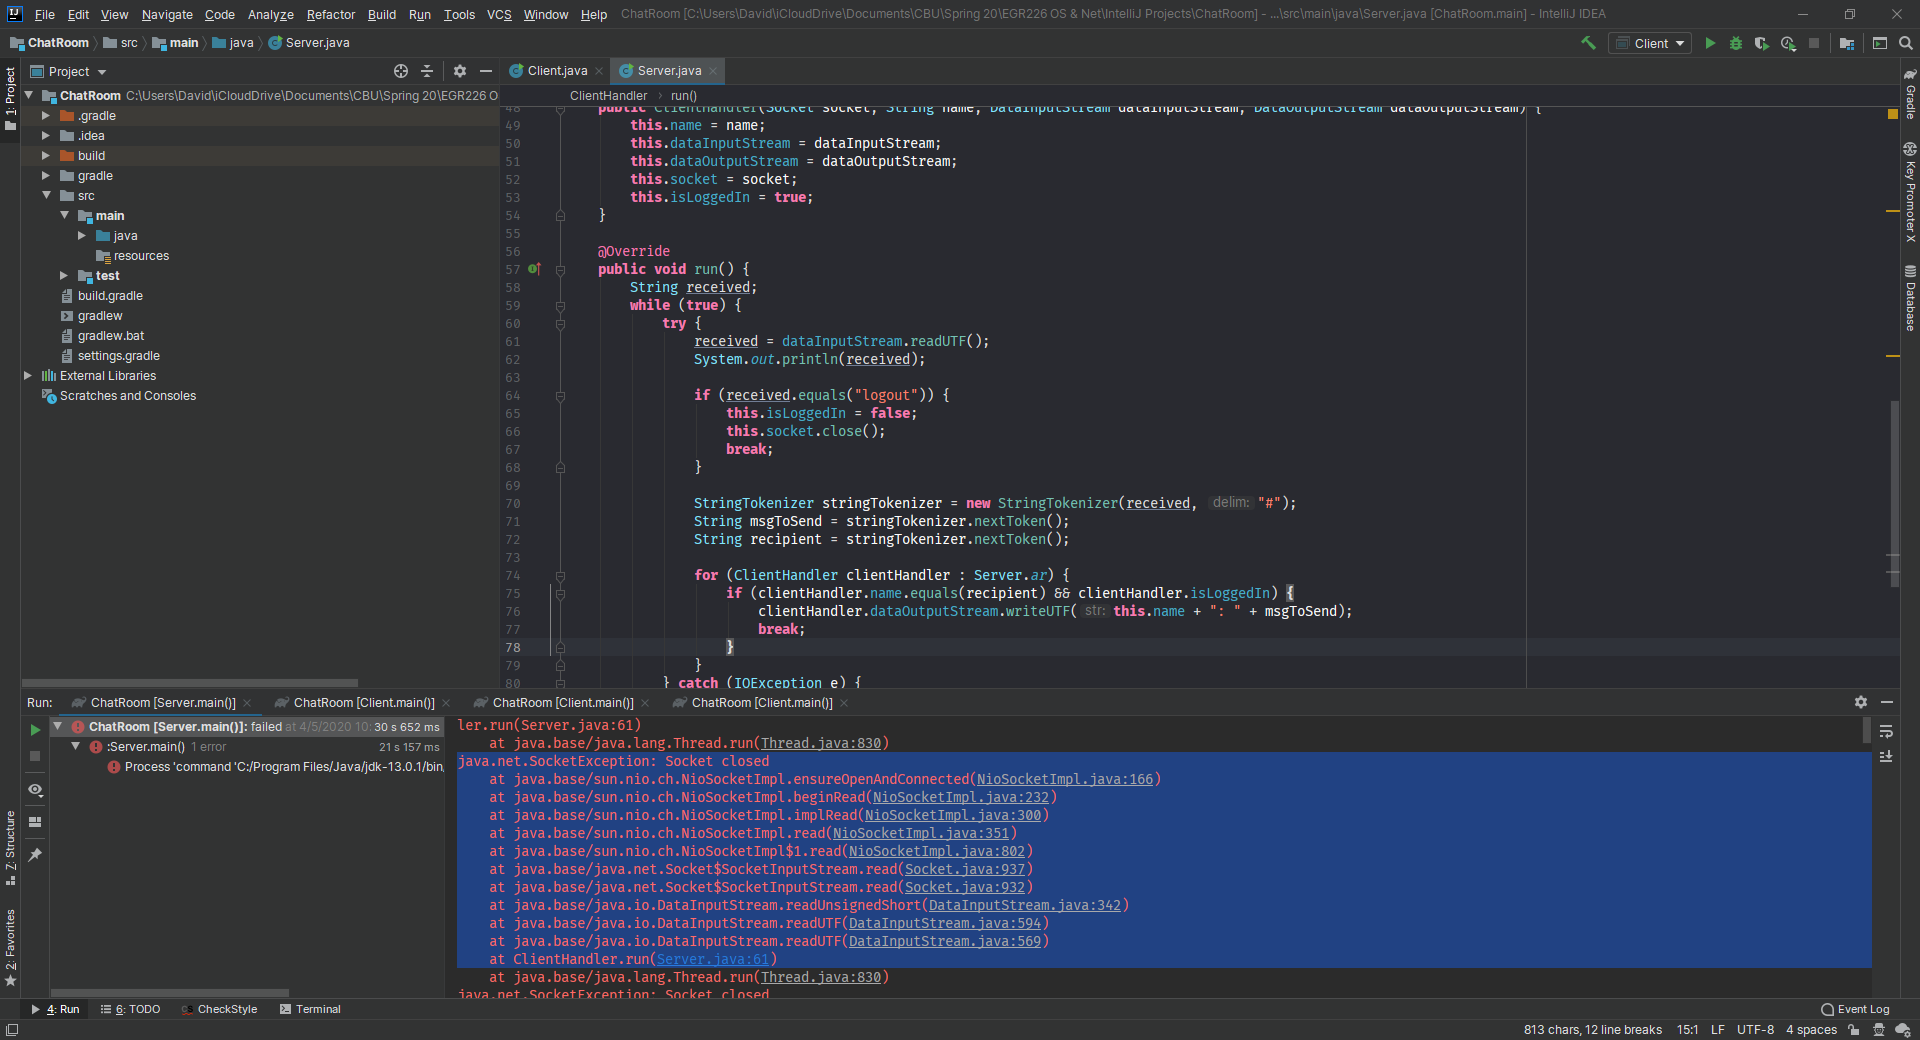 File Edit View Navigate Code Analyze Refactor Build Run Tools VCS Window Help ChatRoom [C:\Users\David\iCloudDrive\Documents\CBU\Spring 20\EGR226 OS & Net\IntelliJ Projects\ChatRoom] - ...\src\main\java\Server.java [ChatRoom.main] - IntelliJ IDEA
ChatRoom src main java Server.java Client
1: Project
Project
ChatRoom C:\Users\David\iCloudDrive\Documents\CBU\Spring 20\EGR226 O
.gradle
.idea
build
gradle
src
main
java
resources
test
build.gradle
gradlew
gradlew.bat
settings.gradle
External Libraries
Scratches and Consoles
Client.java Server.java
ClientHandler run()
48 public ClientHandler(Socket socket, String name, DataInputStream dataInputStream, DataOutputStream dataOutputStream) {
49 this.name = name;
50 this.dataInputStream = dataInputStream;
51 this.dataOutputStream = dataOutputStream;
52 this.socket = socket;
53 this.isLoggedIn = true;
54 }
55
56 @Override
57 public void run() {
58 String received;
59 while (true) {
60 try {
61 received = dataInputStream.readUTF();
62 System.out.println(received);
63
64 if (received.equals("logout")) {
65 this.isLoggedIn = false;
66 this.socket.close();
67 break;
68 }
69
70 StringTokenizer stringTokenizer = new StringTokenizer(received, delim: "#");
71 String msgToSend = stringTokenizer.nextToken();
72 String recipient = stringTokenizer.nextToken();
73
74 for (ClientHandler clientHandler : Server.ar) {
75 if (clientHandler.name.equals(recipient) && clientHandler.isLoggedIn) {
76 clientHandler.dataOutputStream.writeUTF( str: this.name + ": " + msgToSend);
77 break;
78 }
79 }
80 } catch (IOException e) {
Gradle
Key Promoter X
Database
Run: ChatRoom [Server.main()] ChatRoom [Client.main()] ChatRoom [Client.main()] ChatRoom [Client.main()]
ChatRoom [Server.main()]: failed at 4/5/2020 10: 30 s 652 ms
:Server.main() 1 error 21 s 157 ms
Process 'command 'C:/Program Files/Java/jdk-13.0.1/bin,
ler.run(Server.java:61)
at java.base/java.lang.Thread.run(Thread.java:830)
java.net.SocketException: Socket closed
at java.base/sun.nio.ch.NioSocketImpl.ensureOpenAndConnected(NioSocketImpl.java:166)
at java.base/sun.nio.ch.NioSocketImpl.beginRead(NioSocketImpl.java:232)
at java.base/sun.nio.ch.NioSocketImpl.implRead(NioSocketImpl.java:300)
at java.base/sun.nio.ch.NioSocketImpl.read(NioSocketImpl.java:351)
at java.base/sun.nio.ch.NioSocketImpl$1.read(NioSocketImpl.java:802)
at java.base/java.net.Socket$SocketInputStream.read(Socket.java:937)
at java.base/java.net.Socket$SocketInputStream.read(Socket.java:932)
at java.base/java.io.DataInputStream.readUnsignedShort(DataInputStream.java:342)
at java.base/java.io.DataInputStream.readUTF(DataInputStream.java:594)
at java.base/java.io.DataInputStream.readUTF(DataInputStream.java:569)
at ClientHandler.run(Server.java:61)
at java.base/java.lang.Thread.run(Thread.java:830)
java.net.SocketException: Socket closed
Z: Structure
2: Favorites
4: Run 6: TODO CheckStyle Terminal Event Log
813 chars, 12 line breaks 15:1 LF UTF-8 4 spaces